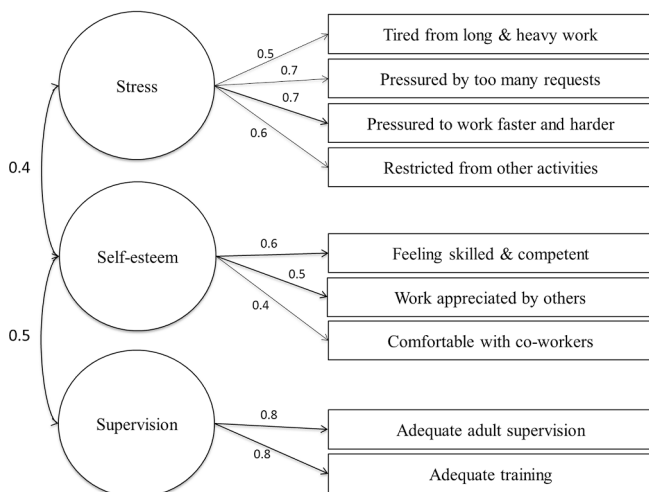 Stress
0.5
Tired from long & heavy work
0.7
Pressured by too many requests
0.7
Pressured to work faster and harder
0.6
Restricted from other activities
0.4
Self-esteem
0.6
Feeling skilled & competent
0.5
Work appreciated by others
0.4
Comfortable with co-workers
0.5
Supervision
0.8
Adequate adult supervision
0.8
Adequate training